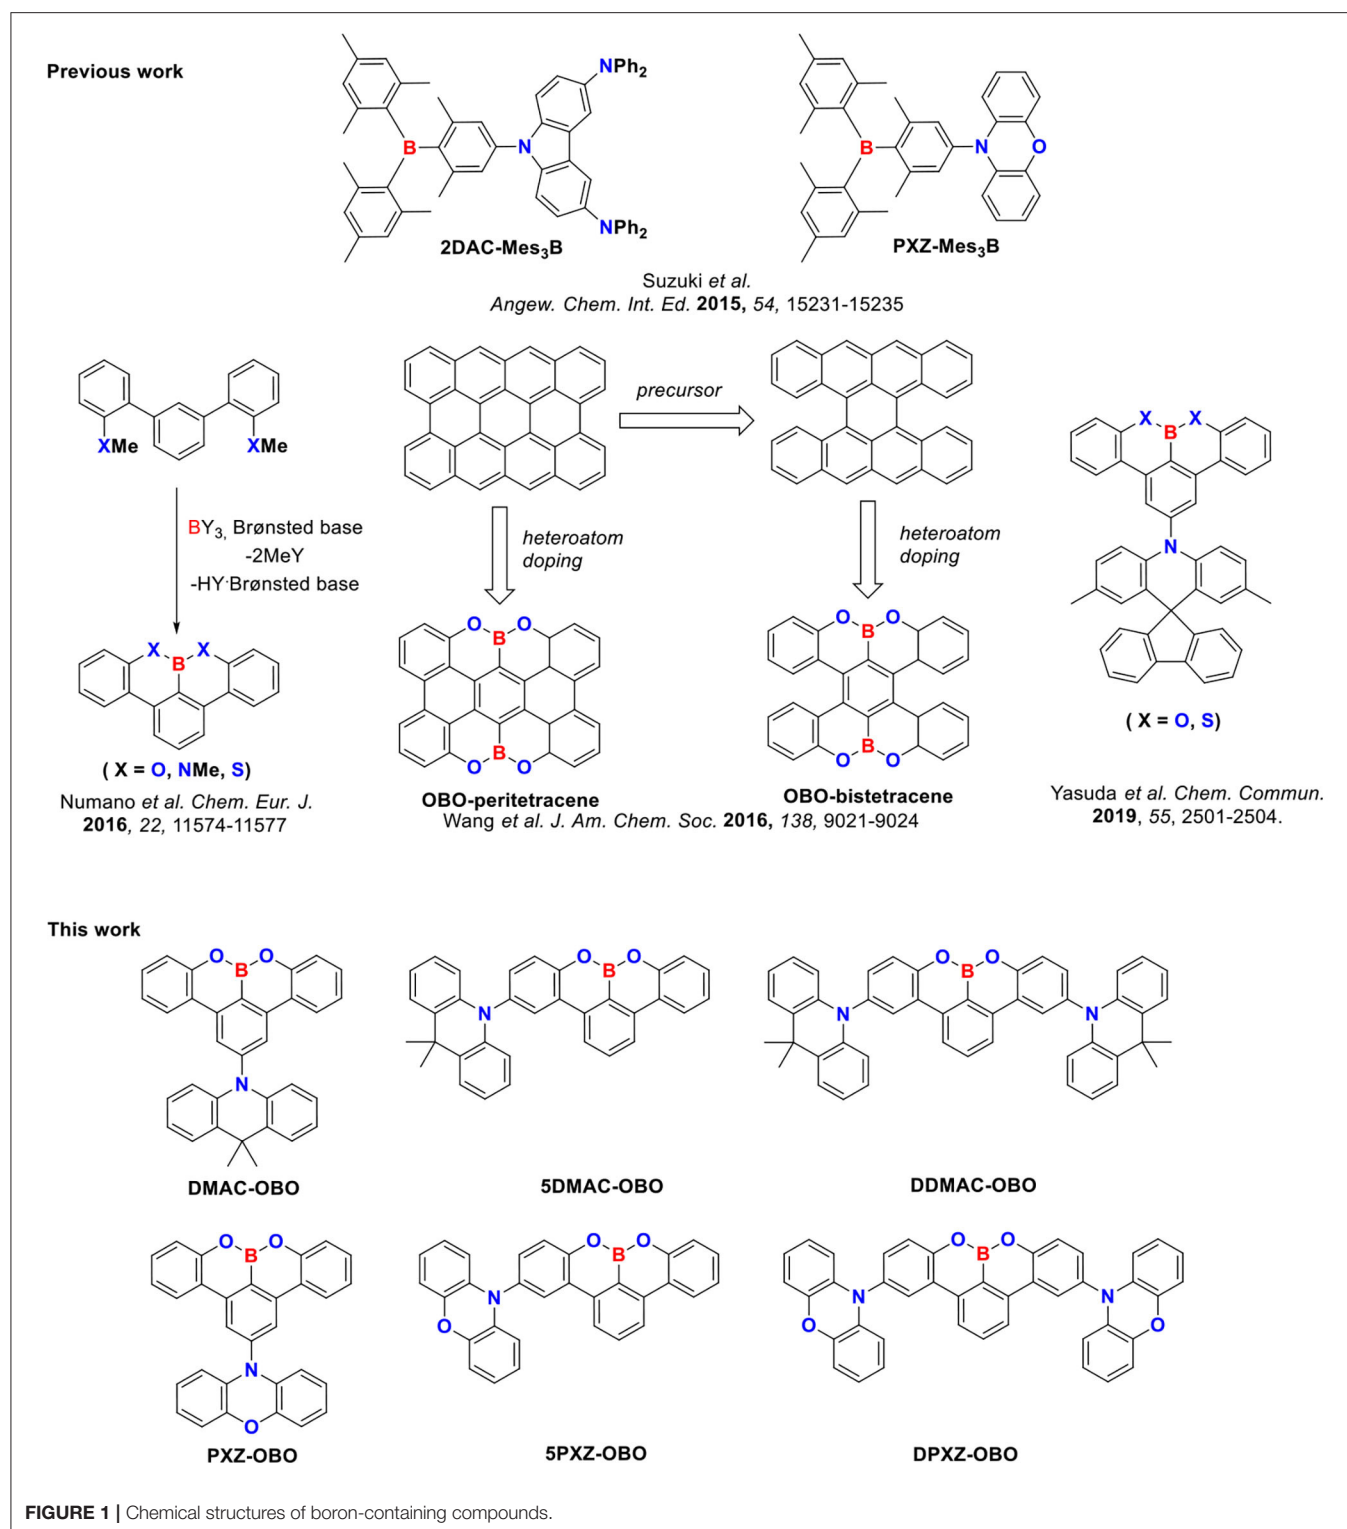 Previous work
NPh2
B
N
NPh2
2DAC-Mes3B
B
N
O
PXZ-Mes3B
Suzuki et al.
Angew. Chem. Int. Ed. 2015, 54, 15231-15235
XMe
XMe
BY3, Brønsted base
-2MeY
-HY·Brønsted base
X
X
B
( X = O, NMe, S)
Numano et al. Chem. Eur. J.
2016, 22, 11574-11577
precursor
heteroatom
doping
heteroatom
doping
O
B
O
B
O
O
OBO-peritetracene
O
B
O
B
O
O
OBO-bistetracene
Wang et al. J. Am. Chem. Soc. 2016, 138, 9021-9024
X
X
B
N
( X = O, S)
Yasuda et al. Chem. Commun.
2019, 55, 2501-2504.
This work
O
O
B
N
DMAC-OBO
O
O
B
N
5DMAC-OBO
O
O
B
N
N
DDMAC-OBO
O
O
B
N
O
PXZ-OBO
O
O
B
N
O
5PXZ-OBO
O
O
B
N
N
O
O
DPXZ-OBO
FIGURE 1 | Chemical structures of boron-containing compounds.